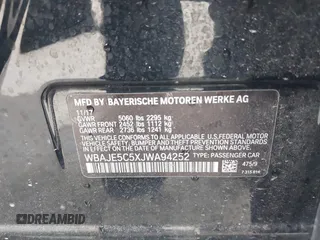 MFD. BY BAYERISCHE MOTOREN WERKE AG
11/17
GVWR 5060 lbs 2295 kg
GAWR FRONT 2452 lbs 1112 kg
GAWR REAR 2736 lbs 1241 kg
THIS VEHICLE CONFORMS TO ALL APPLICABLE
FEDERAL MOTOR VEHICLE SAFETY, BUMPER,
AND THEFT PREVENTION STANDARDS IN EFFECT
ON THE DATE OF MANUFACTURE SHOWN ABOVE.
WBAJE5C5XJWA94252 TYPE: PASSENGER CAR
475/9
DREAMBID